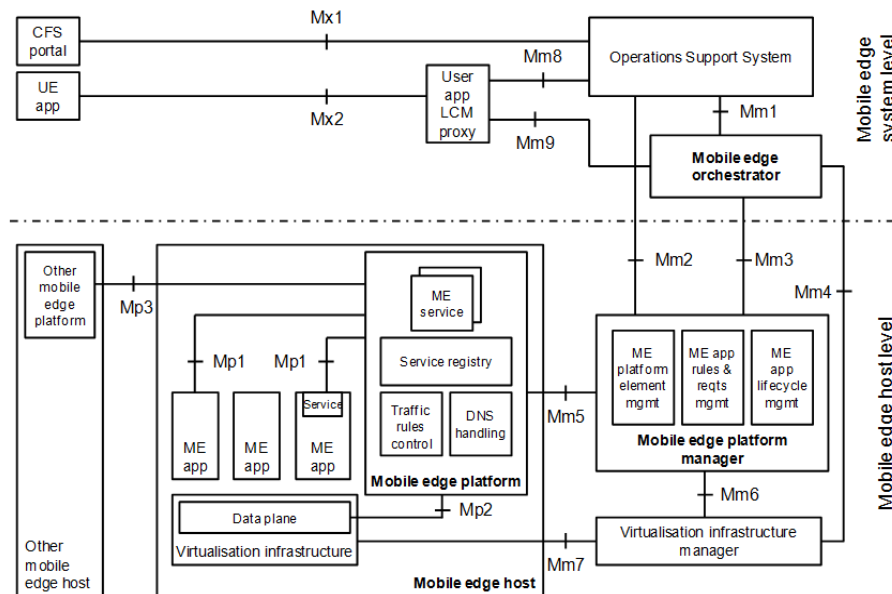 CFS
portal
Mx1
Operations Support System
UE
app
Mx2
User
app
LCM
proxy
Mm8
Mm9
Mm1
Mobile edge
orchestrator
Mobile edge
system level
Other
mobile
edge
platform
Mp3
ME
service
Mp1
Mp1
Service registry
Traffic
rules
control
DNS
handling
Mobile edge platform
ME
app
ME
app
Service
ME
app
Mp2
Data plane
Virtualisation infrastructure
Other
mobile
edge host
Mobile edge host
Mm2
Mm3
Mm4
Mm5
ME
platform
element
mgmt
ME app
rules &
reqts
mgmt
ME
app
lifecycle
mgmt
Mobile edge platform
manager
Mm6
Mm7
Virtualisation infrastructure
manager
Mobile edge host level